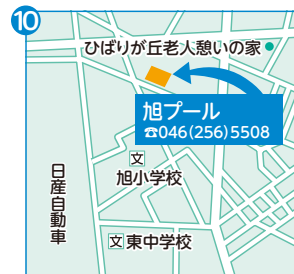 10
ひばりが丘老人憩いの家
旭プール
☎046(256)5508
文
旭小学校
日産自動車
文東中学校